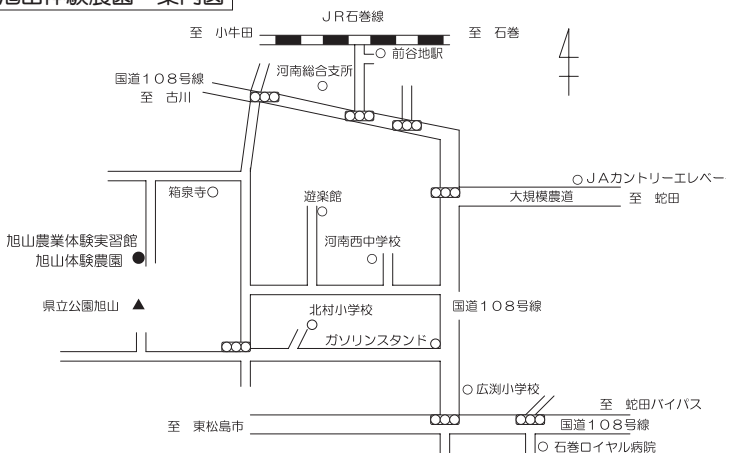 旭山体験農園 案内図
JR石巻線
至 小牛田
至 石巻
前谷地駅
河南総合支所
国道108号線
至 古川
JAカントリーエレベー
箱泉寺
遊楽館
大規模農道
至 蛇田
旭山農業体験実習館
旭山体験農園
河南西中学校
県立公園旭山
国道108号線
北村小学校
ガソリンスタンド
広渕小学校
至 蛇田バイパス
至 東松島市
国道108号線
石巻ロイヤル病院